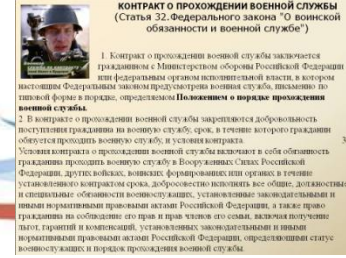 КОНТРАКТ О ПРОХОЖДЕНИИ ВОЕННОЙ СЛУЖБЫ
(Статья 32.Федерального закона "О воинской
обязанности и военной службе")
1. Контракт о прохождении военной службы заключается
гражданином с Министерством обороны Российской Федерации
или федеральным органом исполнительной власти, в котором
настоящим Федеральным законом предусмотрена военная служба, письменно по
типовой форме в порядке, определяемом Положением о порядке прохождения
военной службы.
2. В контракте о прохождении военной службы закрепляются добровольность
поступления гражданина на военную службу, срок, в течение которого гражданин
обязуется проходить военную службу, и условия контракта. 3
Условия контракта о прохождении военной службы включают в себя обязанность
гражданина проходить военную службу в Вооруженных Силах Российской
Федерации, других войсках, воинских формированиях или органах в течение
установленного контрактом срока, добросовестно исполнять все общие, должностные
и специальные обязанности военнослужащих, установленные законодательными и
иными нормативными правовыми актами Российской Федерации, а также право
гражданина на соблюдение его прав и прав членов его семьи, включая получение
льгот, гарантий и компенсаций, установленных законодательными и иными
нормативными правовыми актами Российской Федерации, определяющими статус
военнослужащих и порядок прохождения военной службы.